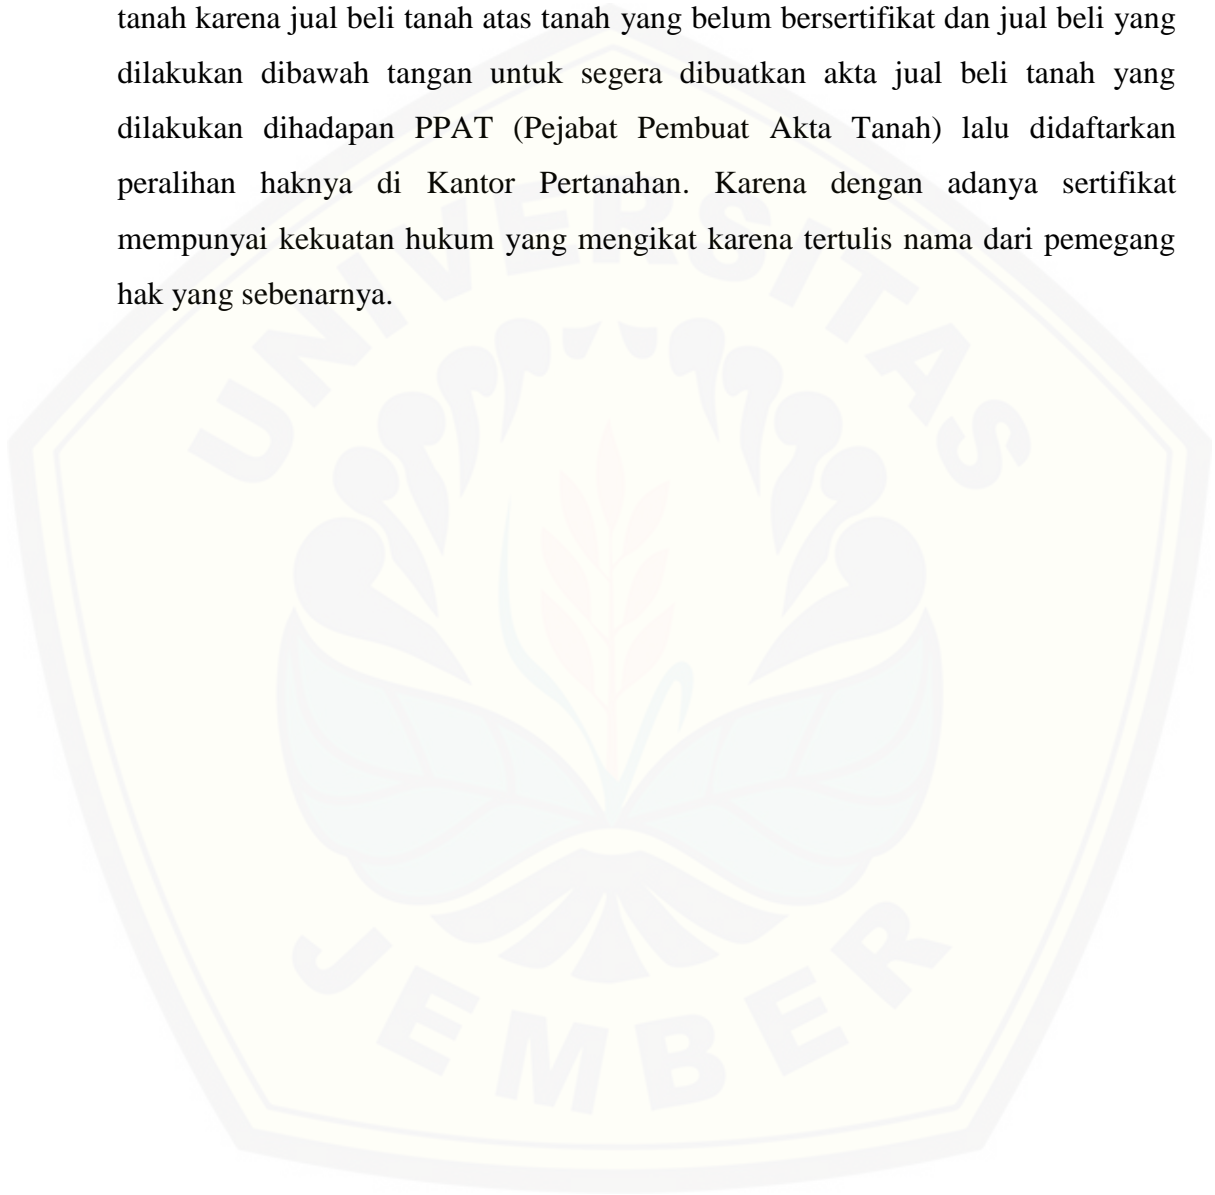 tanah karena jual beli tanah atas tanah yang belum bersertifikat dan jual beli yang
dilakukan dibawah tangan untuk segera dibuatkan akta jual beli tanah yang
dilakukan dihadapan PPAT (Pejabat Pembuat Akta Tanah) lalu didaftarkan
peralihan haknya di Kantor Pertanahan. Karena dengan adanya sertifikat
mempunyai kekuatan hukum yang mengikat karena tertulis nama dari pemegang
hak yang sebenarnya.
UNIVERSITAS
JEMBER